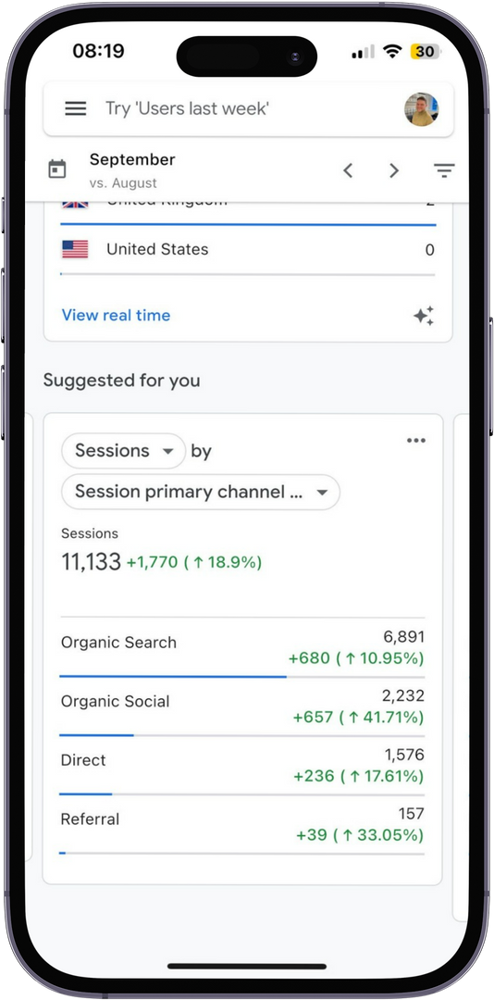 08:19
30
Try 'Users last week'
September
vs. August
United Kingdom 2
United States 0
View real time
Suggested for you
Sessions by
Session primary channel ...
Sessions
11,133 +1,770 (↑ 18.9%)
Organic Search 6,891
+680 (↑ 10.95%)
Organic Social 2,232
+657 (↑ 41.71%)
Direct 1,576
+236 (↑ 17.61%)
Referral 157
+39 (↑ 33.05%)